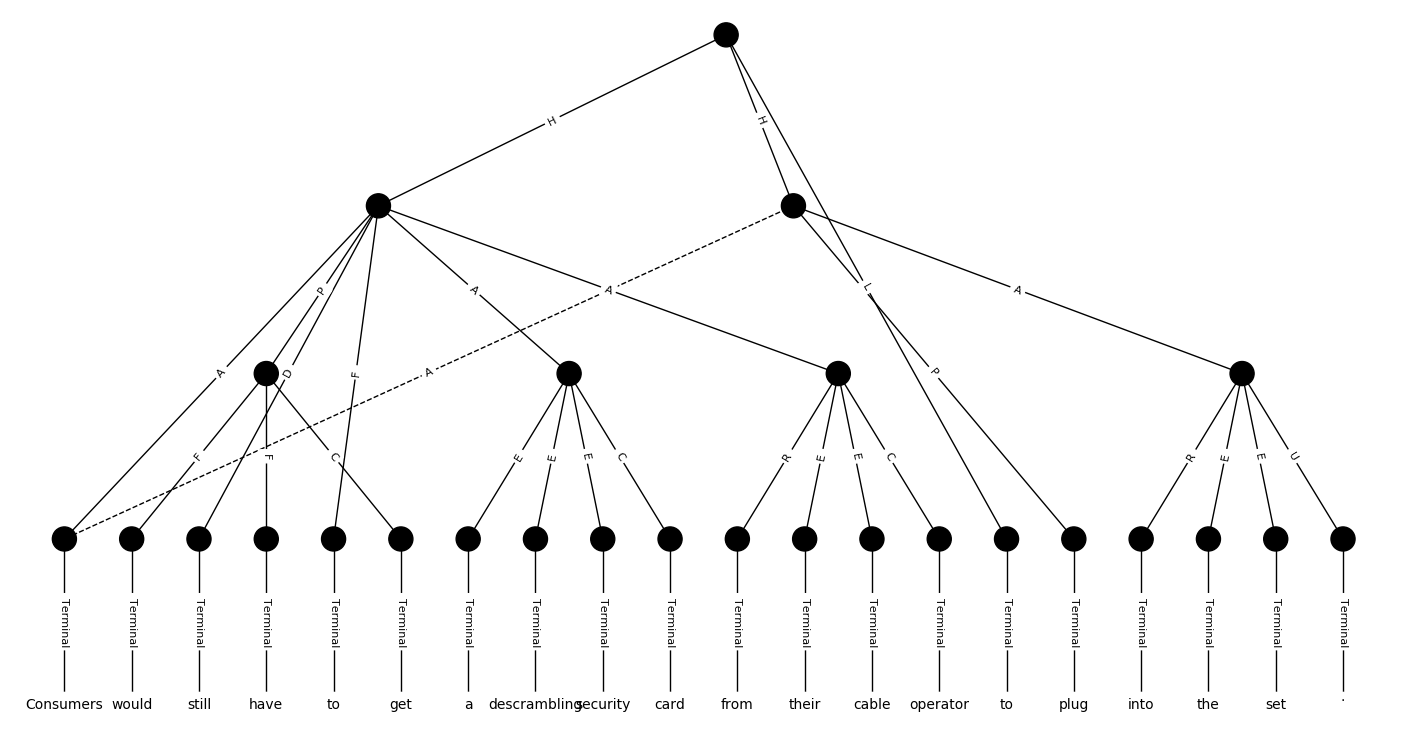 H H
P A A L A
A D F A P
F F C E E E C R E E C R E E U
Terminal Terminal Terminal Terminal Terminal Terminal Terminal Terminal Terminal Terminal Terminal Terminal Terminal Terminal Terminal Terminal Terminal Terminal Terminal Terminal
Consumers would still have to get a descrambling security card from their cable operator to plug into the set .